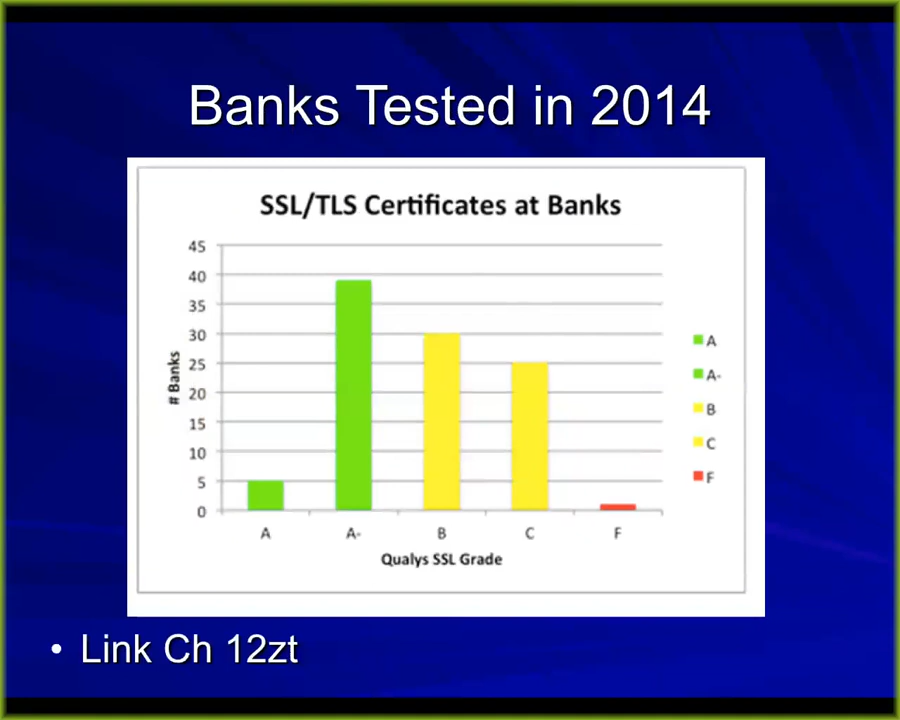 Banks Tested in 2014
SSL/TLS Certificates at Banks
45
40
35
30
25
20
15
10
5
0
# Banks
A
A-
B
C
F
Qualys SSL Grade
A
A-
B
C
F
• Link Ch 12zt